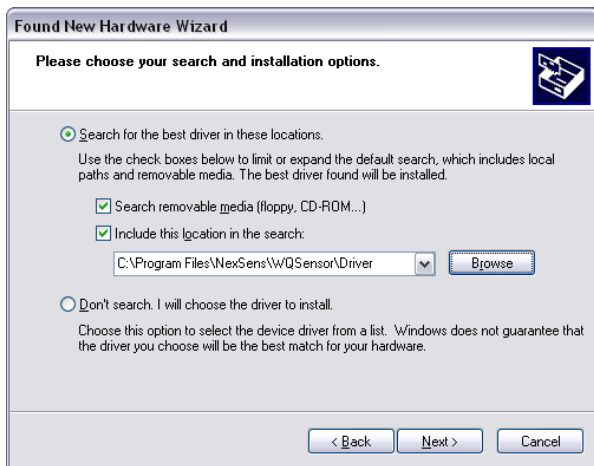 Found New Hardware Wizard
Please choose your search and installation options.
Search for the best driver in these locations.
Use the check boxes below to limit or expand the default search, which includes local
paths and removable media. The best driver found will be installed.
Search removable media (floppy, CD-ROM...)
Include this location in the search:
C:\Program Files\NexSens\WQSensor\Driver
Browse
Don't search. I will choose the driver to install.
Choose this option to select the device driver from a list. Windows does not guarantee that
the driver you choose will be the best match for your hardware.
< Back
Next >
Cancel